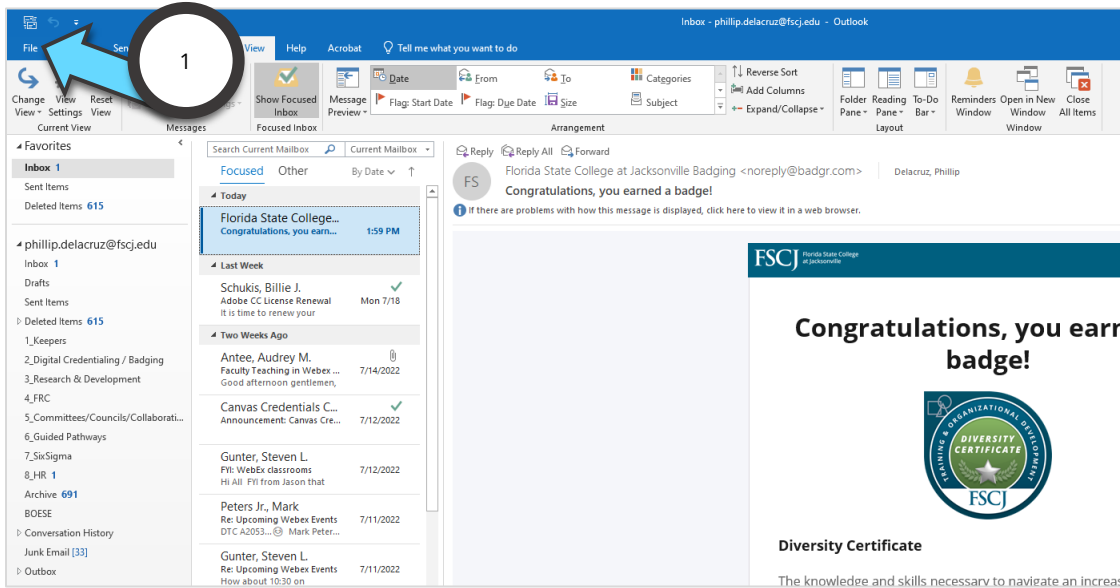 Inbox - phillip.delacruz@fscj.edu - Outlook
File Sen View Help Acrobat Tell me what you want to do
1
Change View
View Settings
Reset View
Current View
Messages
Show Focused Inbox
Focused Inbox
Message Preview
Date From To Categories
Flag: Start Date Flag: Due Date Size Subject
Arrangement
Reverse Sort
Add Columns
Expand/Collapse
Folder Pane
Reading Pane
To-Do Bar
Layout
Reminders Window
Open in New Window
Close All Items
Window
Favorites
Inbox 1
Sent Items
Deleted Items 615
phillip.delacruz@fscj.edu
Inbox 1
Drafts
Sent Items
Deleted Items 615
1_Keepers
2_Digital Credentialing / Badging
3_Research & Development
4_FRC
5_Committees/Councils/Collaborati...
6_Guided Pathways
7_SixSigma
8_HR 1
Archive 691
BOESE
Conversation History
Junk Email [33]
Outbox
Search Current Mailbox Current Mailbox
Focused Other By Date
Today
Florida State College...
Congratulations, you earn... 1:59 PM
Last Week
Schukis, Billie J.
Adobe CC License Renewal Mon 7/18
It is time to renew your
Two Weeks Ago
Antee, Audrey M.
Faculty Teaching in Webex ... 7/14/2022
Good afternoon gentlemen,
Canvas Credentials C...
Announcement: Canvas Cre... 7/12/2022
Gunter, Steven L.
FYI: WebEx classrooms 7/12/2022
Hi All FYI from Jason that
Peters Jr., Mark
Re: Upcoming Webex Events 7/11/2022
DTC A2053... Mark Peter...
Gunter, Steven L.
Re: Upcoming Webex Events 7/11/2022
How about 10:30 on
Reply Reply All Forward
FS
Florida State College at Jacksonville Badging <noreply@badgr.com> Delacruz, Phillip
Congratulations, you earned a badge!
If there are problems with how this message is displayed, click here to view it in a web browser.
FSCJ Florida State College at Jacksonville
Congratulations, you earn
badge!
TRAINING & ORGANIZATIONAL DEVELOPMENT
DIVERSITY
CERTIFICATE
FSCJ
Diversity Certificate
The knowledge and skills necessary to navigate an increas